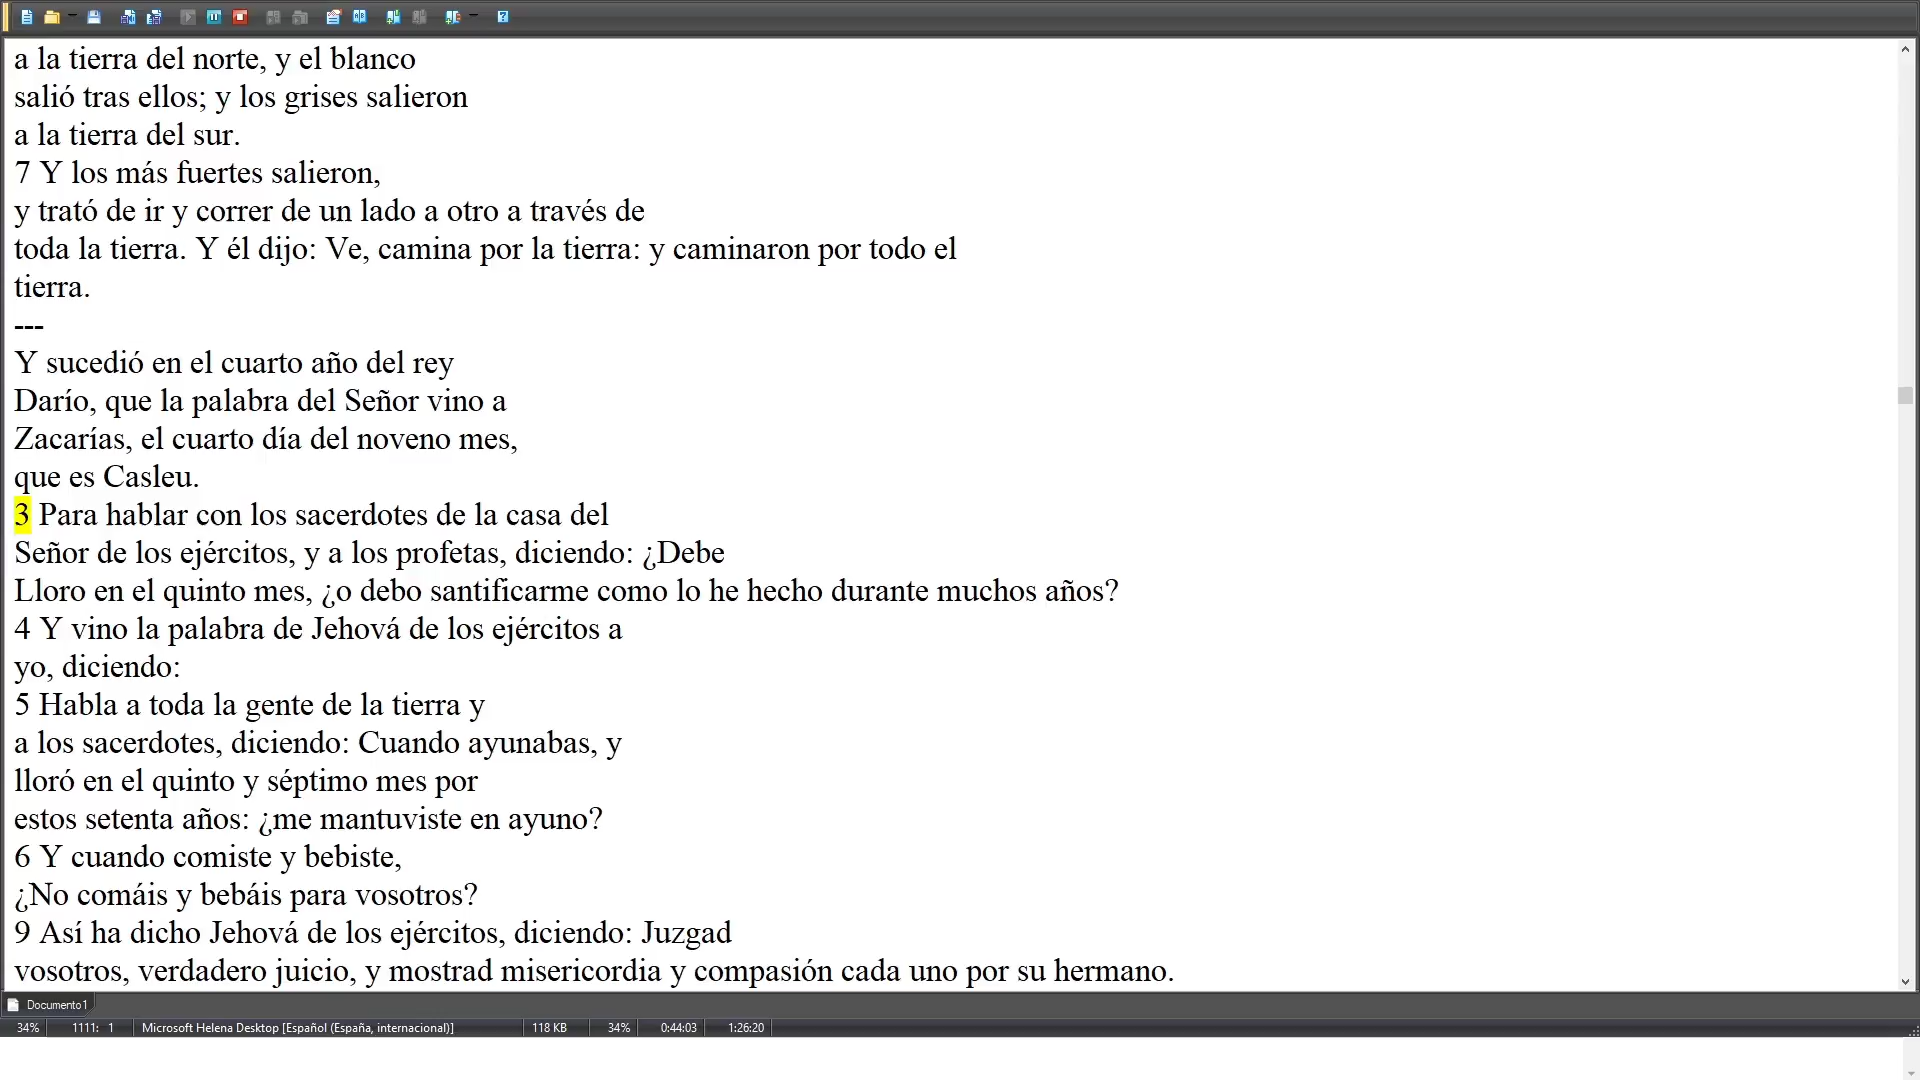 a la tierra del norte, y el blanco
salió tras ellos; y los grises salieron
a la tierra del sur.
7 Y los más fuertes salieron,
y trató de ir y correr de un lado a otro a través de
toda la tierra. Y él dijo: Ve, camina por la tierra: y caminaron por todo el
tierra.
---
Y sucedió en el cuarto año del rey
Darío, que la palabra del Señor vino a
Zacarías, el cuarto día del noveno mes,
que es Casleu.
3 Para hablar con los sacerdotes de la casa del
Señor de los ejércitos, y a los profetas, diciendo: ¿Debe
Lloro en el quinto mes, ¿o debo santificarme como lo he hecho durante muchos años?
4 Y vino la palabra de Jehová de los ejércitos a
yo, diciendo:
5 Habla a toda la gente de la tierra y
a los sacerdotes, diciendo: Cuando ayunabas, y
lloró en el quinto y séptimo mes por
estos setenta años: ¿me mantuviste en ayuno?
6 Y cuando comiste y bebiste,
¿No comáis y bebáis para vosotros?
9 Así ha dicho Jehová de los ejércitos, diciendo: Juzgad
vosotros, verdadero juicio, y mostrad misericordia y compasión cada uno por su hermano.
Documento1
34% 1111: 1 Microsoft Helena Desktop [Español (España, internacional)] 118 KB 34% 0:44:03 1:26:20